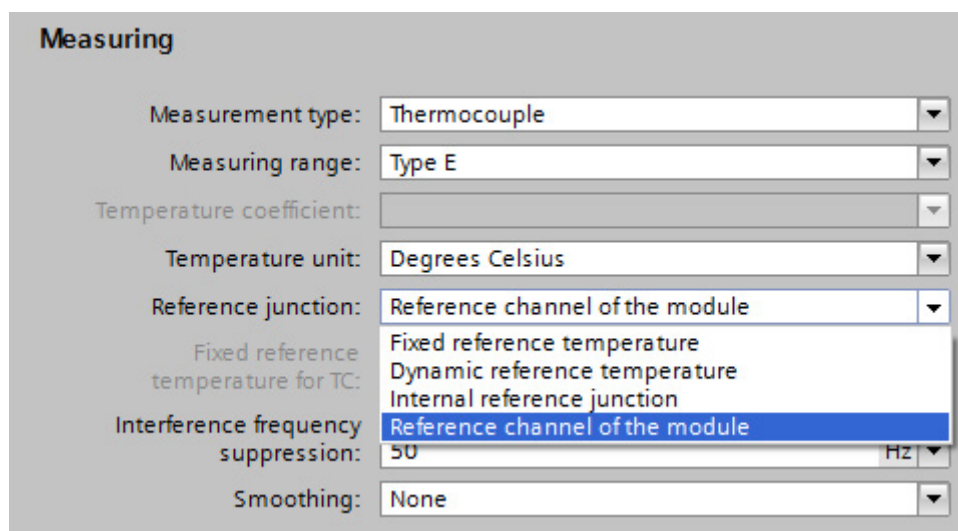 Measuring
Measurement type: Thermocouple
Measuring range: Type E
Temperature coefficient:
Temperature unit: Degrees Celsius
Reference junction: Reference channel of the module
Fixed reference
temperature for TC:
Fixed reference temperature
Dynamic reference temperature
Internal reference junction
Reference channel of the module
Interference frequency
suppression: 50 Hz
Smoothing: None